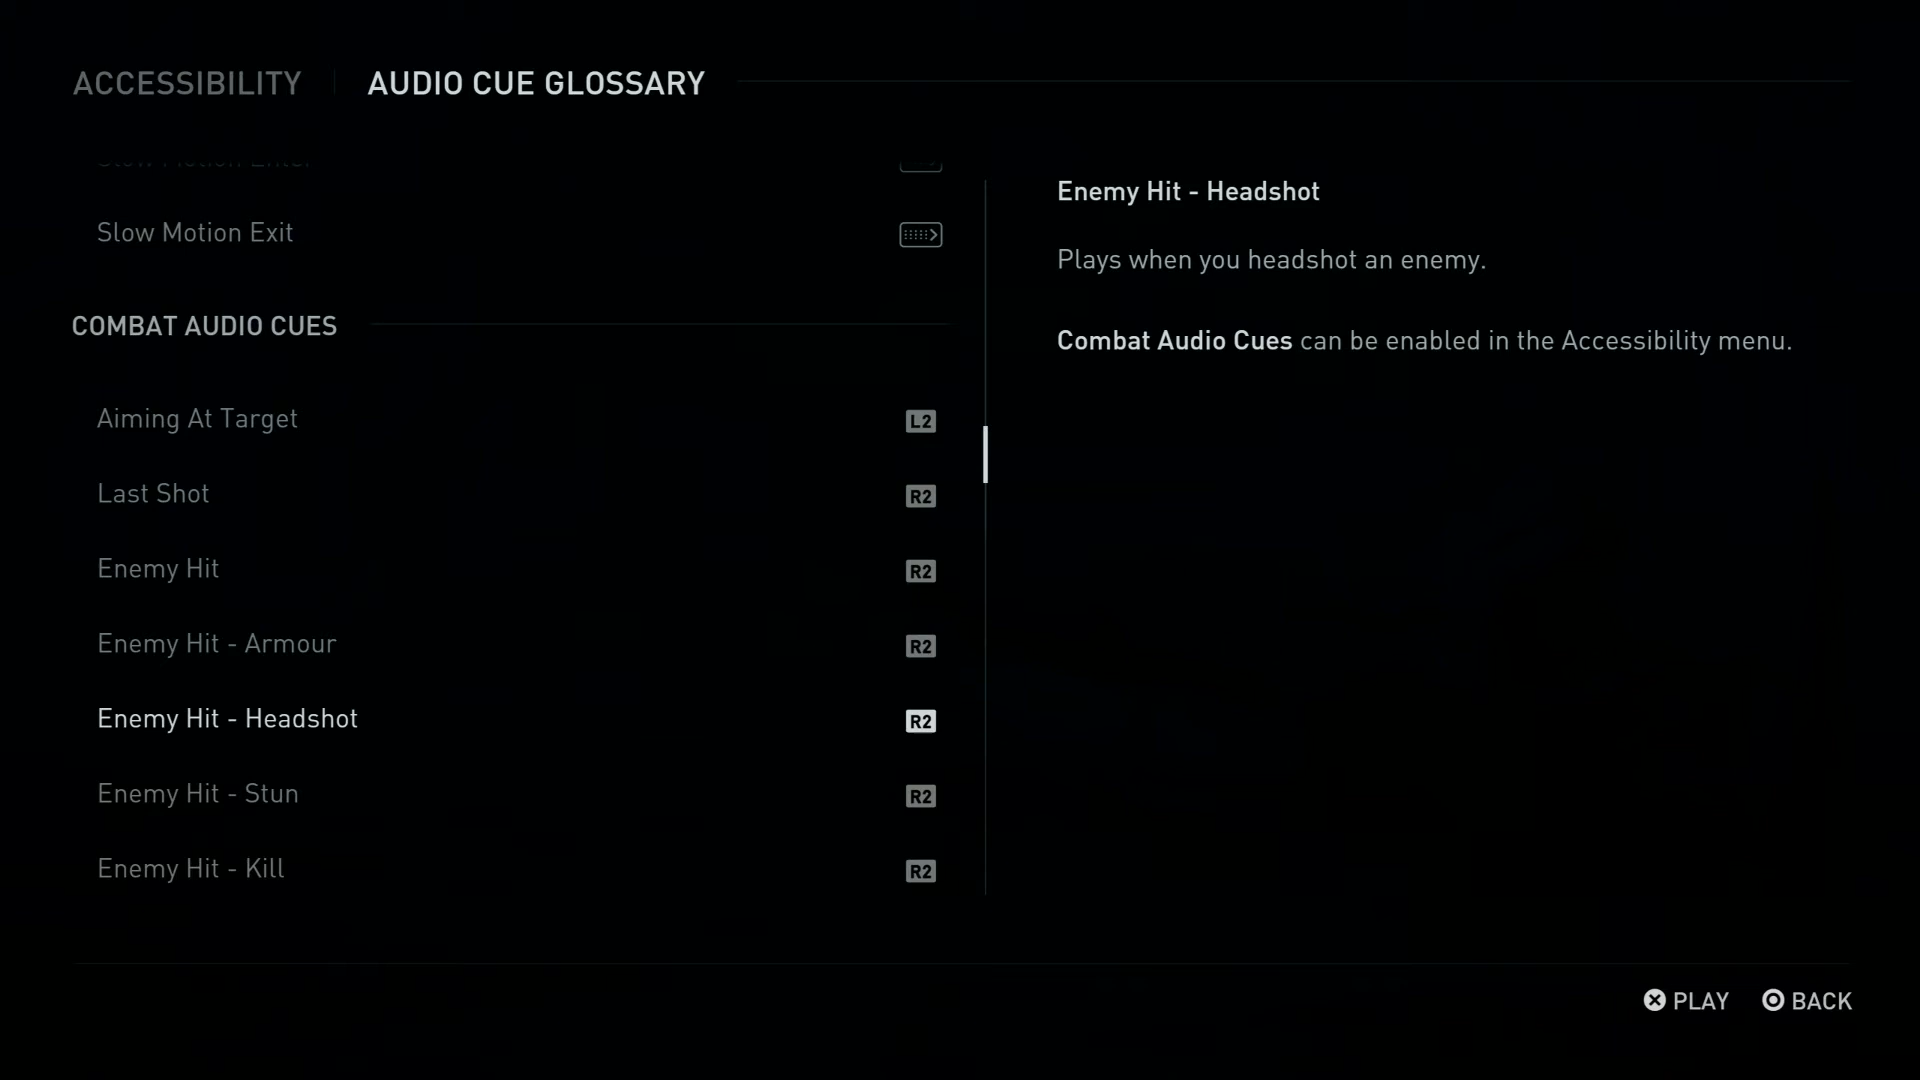 ACCESSIBILITY AUDIO CUE GLOSSARY
Slow Motion Enter
Slow Motion Exit
COMBAT AUDIO CUES
Aiming At Target L2
Last Shot R2
Enemy Hit R2
Enemy Hit - Armour R2
Enemy Hit - Headshot R2
Enemy Hit - Stun R2
Enemy Hit - Kill R2
Enemy Hit - Headshot
Plays when you headshot an enemy.
Combat Audio Cues can be enabled in the Accessibility menu.
PLAY BACK